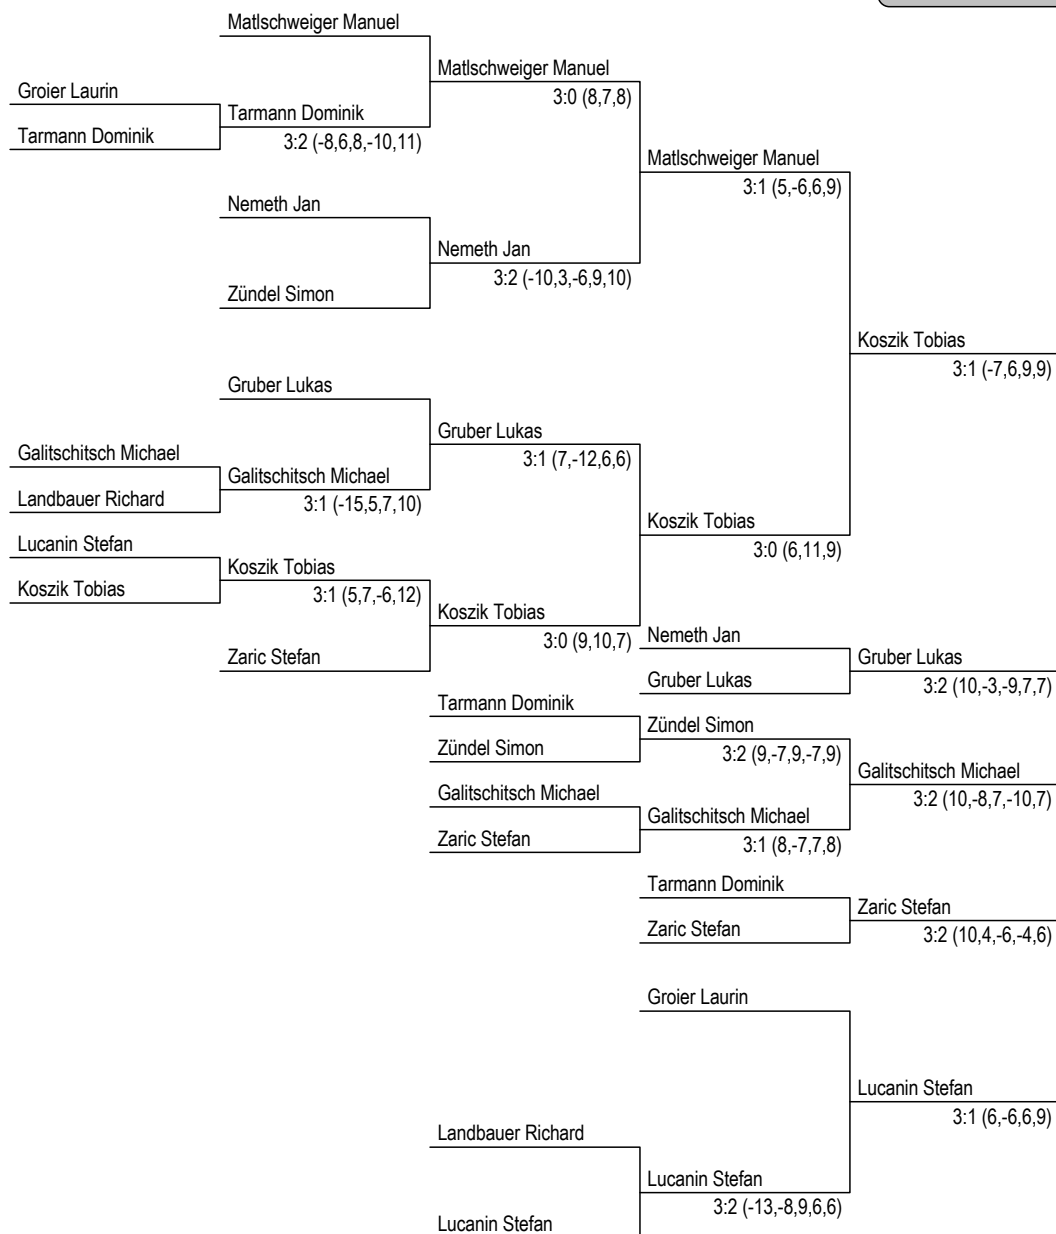 Matlschweiger Manuel
Matlschweiger Manuel
Groier Laurin
3:0 (8,7,8)
Tarmann Dominik
Tarmann Dominik
3:2 (-8,6,8,-10,11)
Matlschweiger Manuel
3:1 (5,-6,6,9)
Nemeth Jan
Nemeth Jan
3:2 (-10,3,-6,9,10)
Zündel Simon
Koszik Tobias
3:1 (-7,6,9,9)
Gruber Lukas
Gruber Lukas
Galitschitsch Michael
3:1 (7,-12,6,6)
Galitschitsch Michael
Landbauer Richard
3:1 (-15,5,7,10)
Koszik Tobias
Lucanin Stefan
3:0 (6,11,9)
Koszik Tobias
Koszik Tobias
3:1 (5,7,-6,12)
Koszik Tobias
Nemeth Jan
3:0 (9,10,7)
Zaric Stefan
Gruber Lukas
Gruber Lukas
3:2 (10,-3,-9,7,7)
Tarmann Dominik
Zündel Simon
Zündel Simon
3:2 (9,-7,9,-7,9)
Galitschitsch Michael
Galitschitsch Michael
3:2 (10,-8,7,-10,7)
Galitschitsch Michael
Zaric Stefan
3:1 (8,-7,7,8)
Tarmann Dominik
Zaric Stefan
Zaric Stefan
3:2 (10,4,-6,-4,6)
Groier Laurin
Lucanin Stefan
3:1 (6,-6,6,9)
Landbauer Richard
Lucanin Stefan
3:2 (-13,-8,9,6,6)
Lucanin Stefan